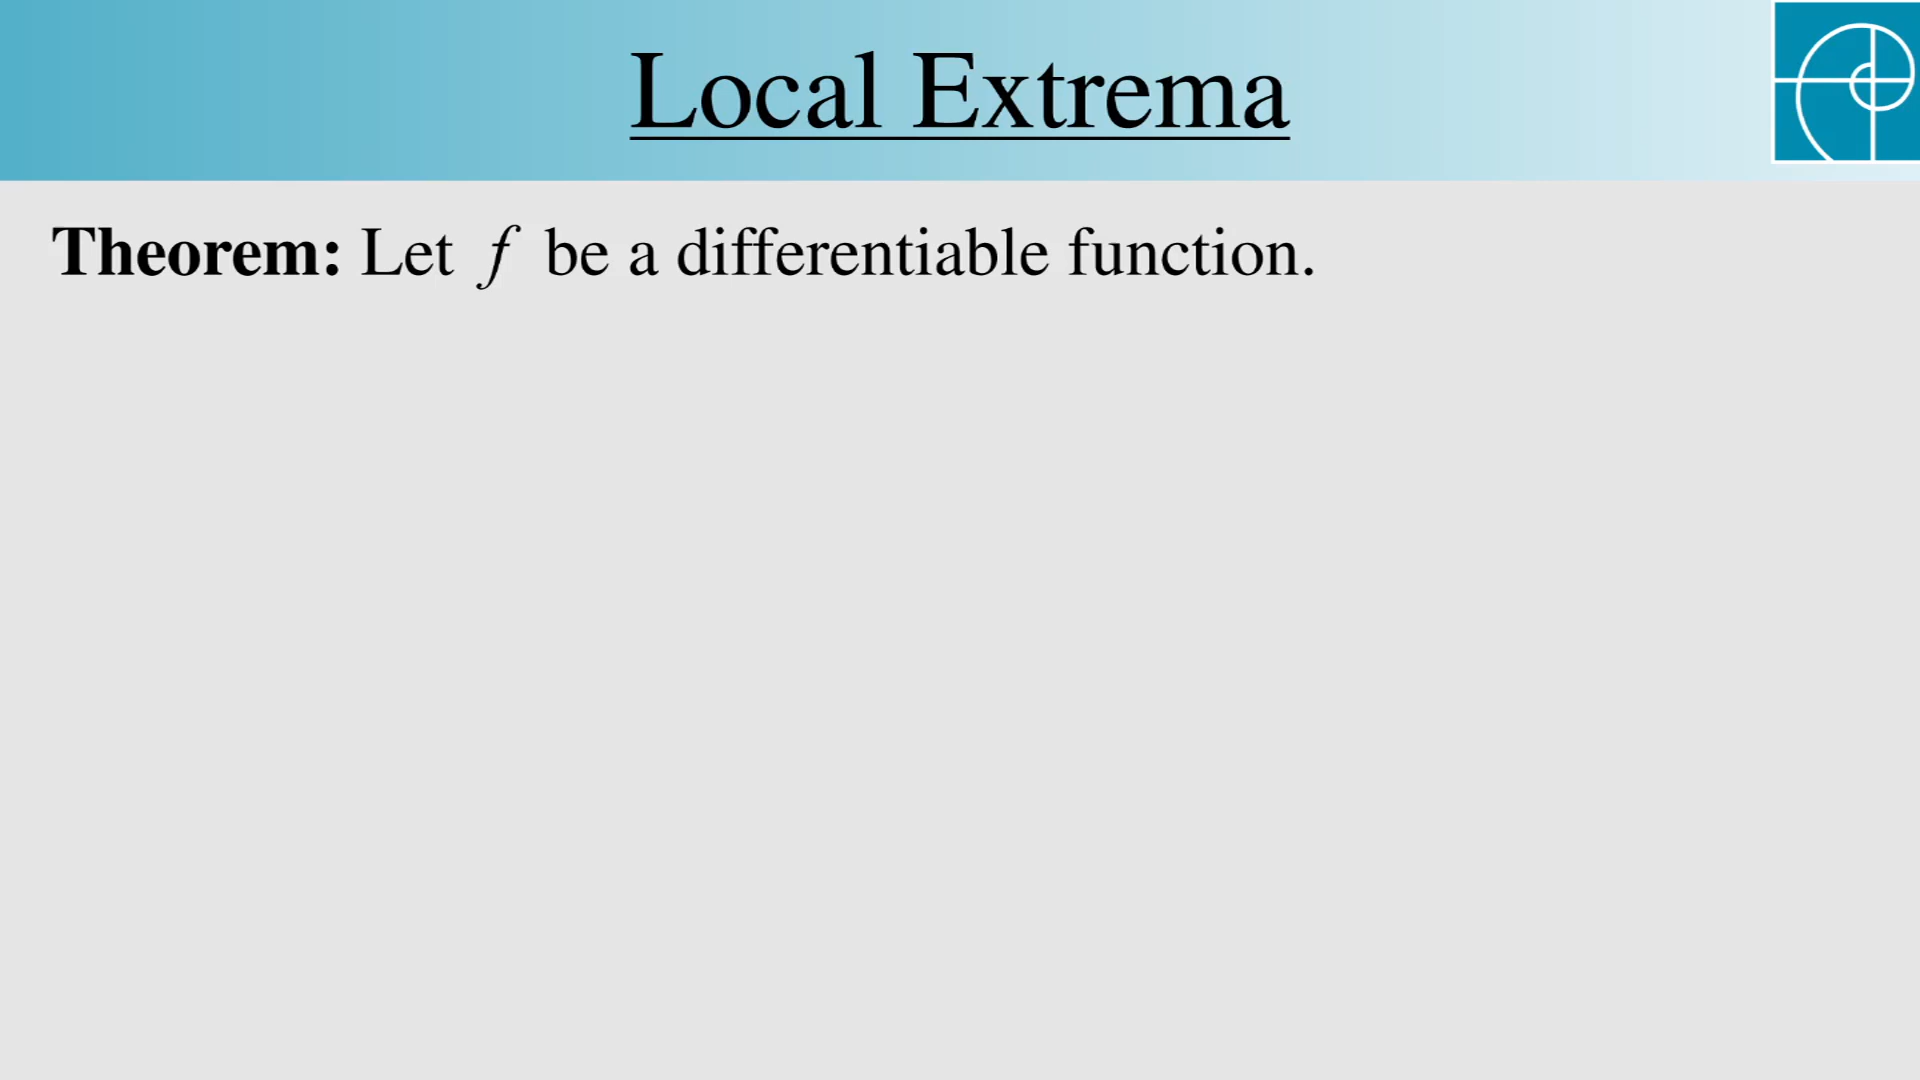 Local Extrema
Theorem: Let f be a differentiable function.